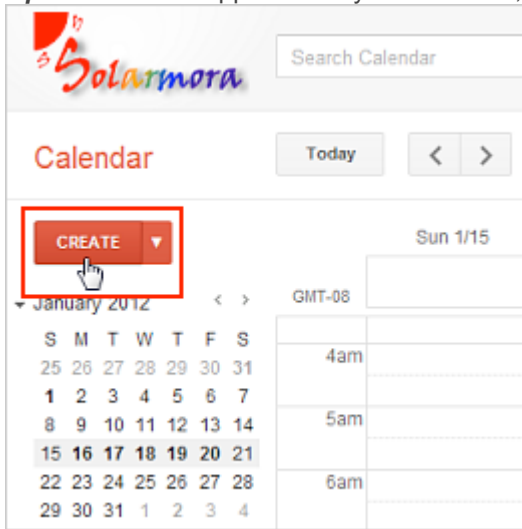 Solarmora
Search Calendar
Calendar
Today < >
CREATE
Sun 1/15
January 2012 < >
GMT-08
S M T W T F S
25 26 27 28 29 30 31
1 2 3 4 5 6 7
8 9 10 11 12 13 14
15 16 17 18 19 20 21
22 23 24 25 26 27 28
29 30 31 1 2 3 4
4am
5am
6am